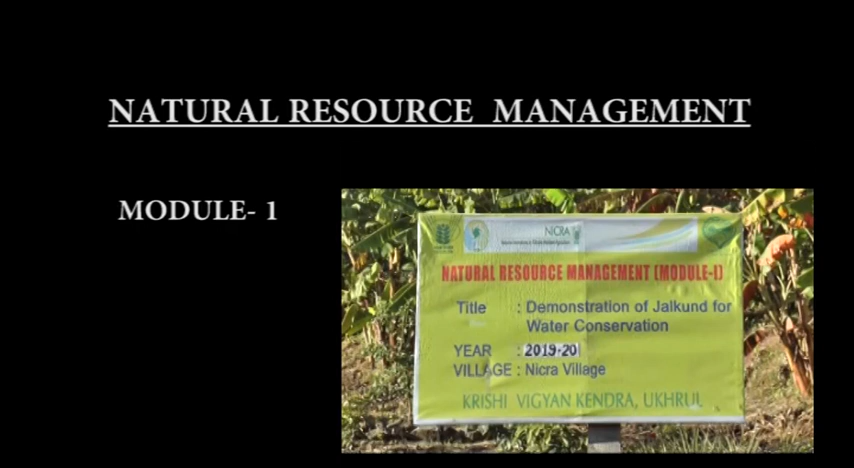 NATURAL RESOURCE MANAGEMENT
MODULE- 1
NICRA
NATURAL RESOURCE MANAGEMENT (MODULE-I)
Title : Demonstration of Jalkund for
Water Conservation
YEAR : 2019-20
VILLAGE : Nicra Village
KRISHI VIGYAN KENDRA, UKHRUL